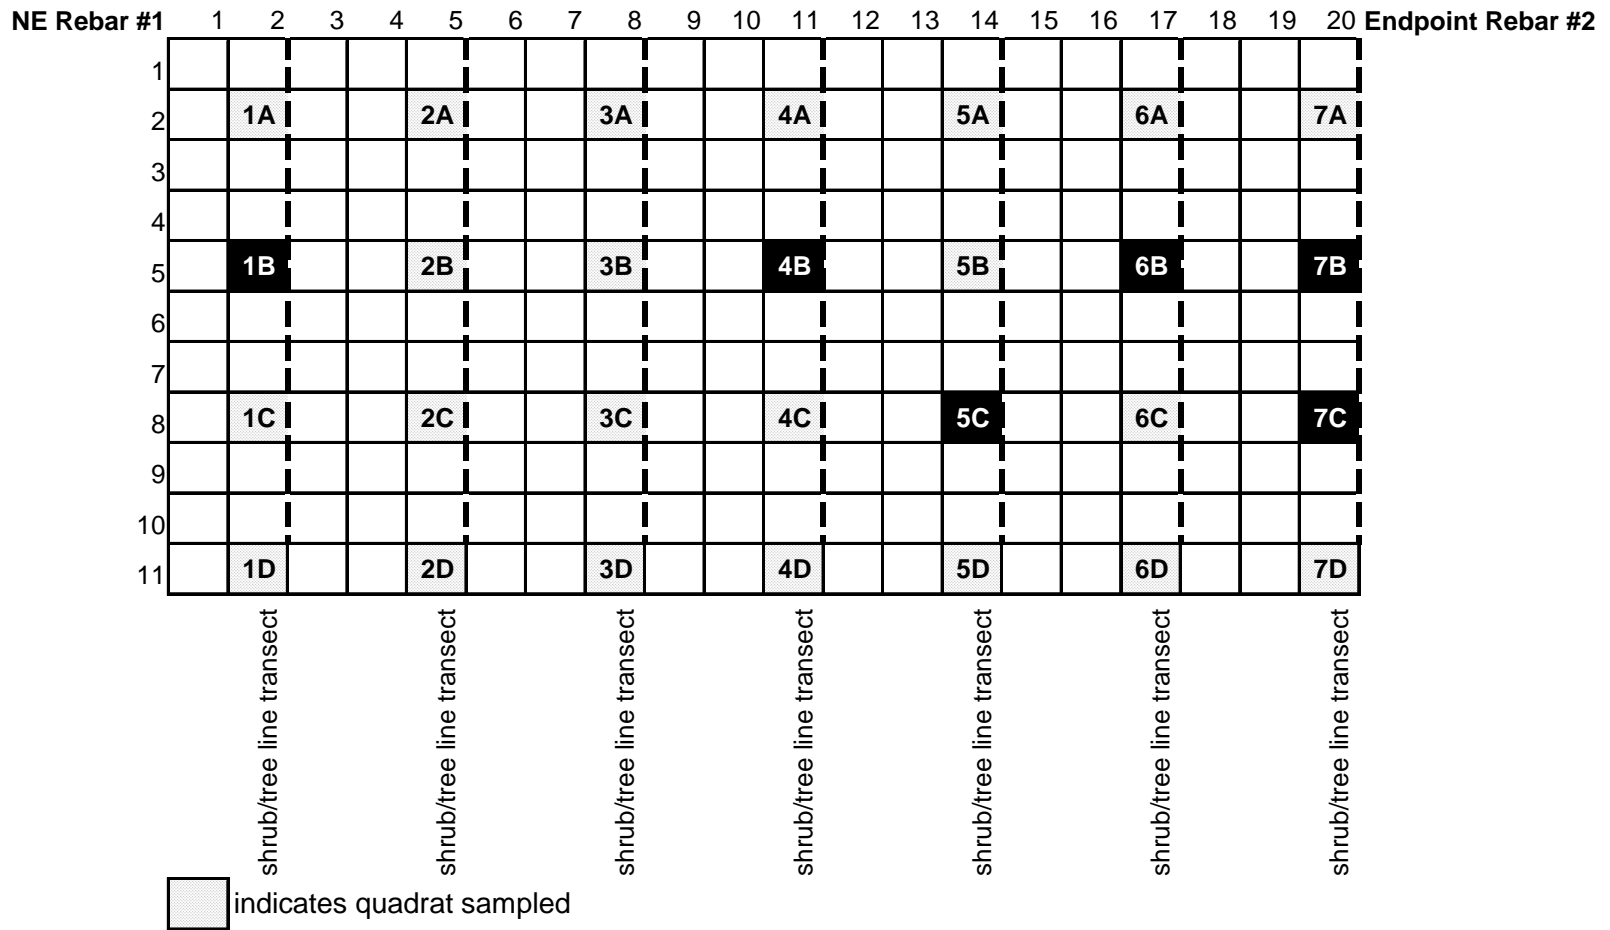 NE Rebar #1 1 2 3 4 5 6 7 8 9 10 11 12 13 14 15 16 17 18 19 20 Endpoint Rebar #2
1
2 1A 2A 3A 4A 5A 6A 7A
3
4
5 1B 2B 3B 4B 5B 6B 7B
6
7
8 1C 2C 3C 4C 5C 6C 7C
9
10
11 1D 2D 3D 4D 5D 6D 7D
shrub/tree line transect
shrub/tree line transect
shrub/tree line transect
shrub/tree line transect
shrub/tree line transect
shrub/tree line transect
shrub/tree line transect
indicates quadrat sampled